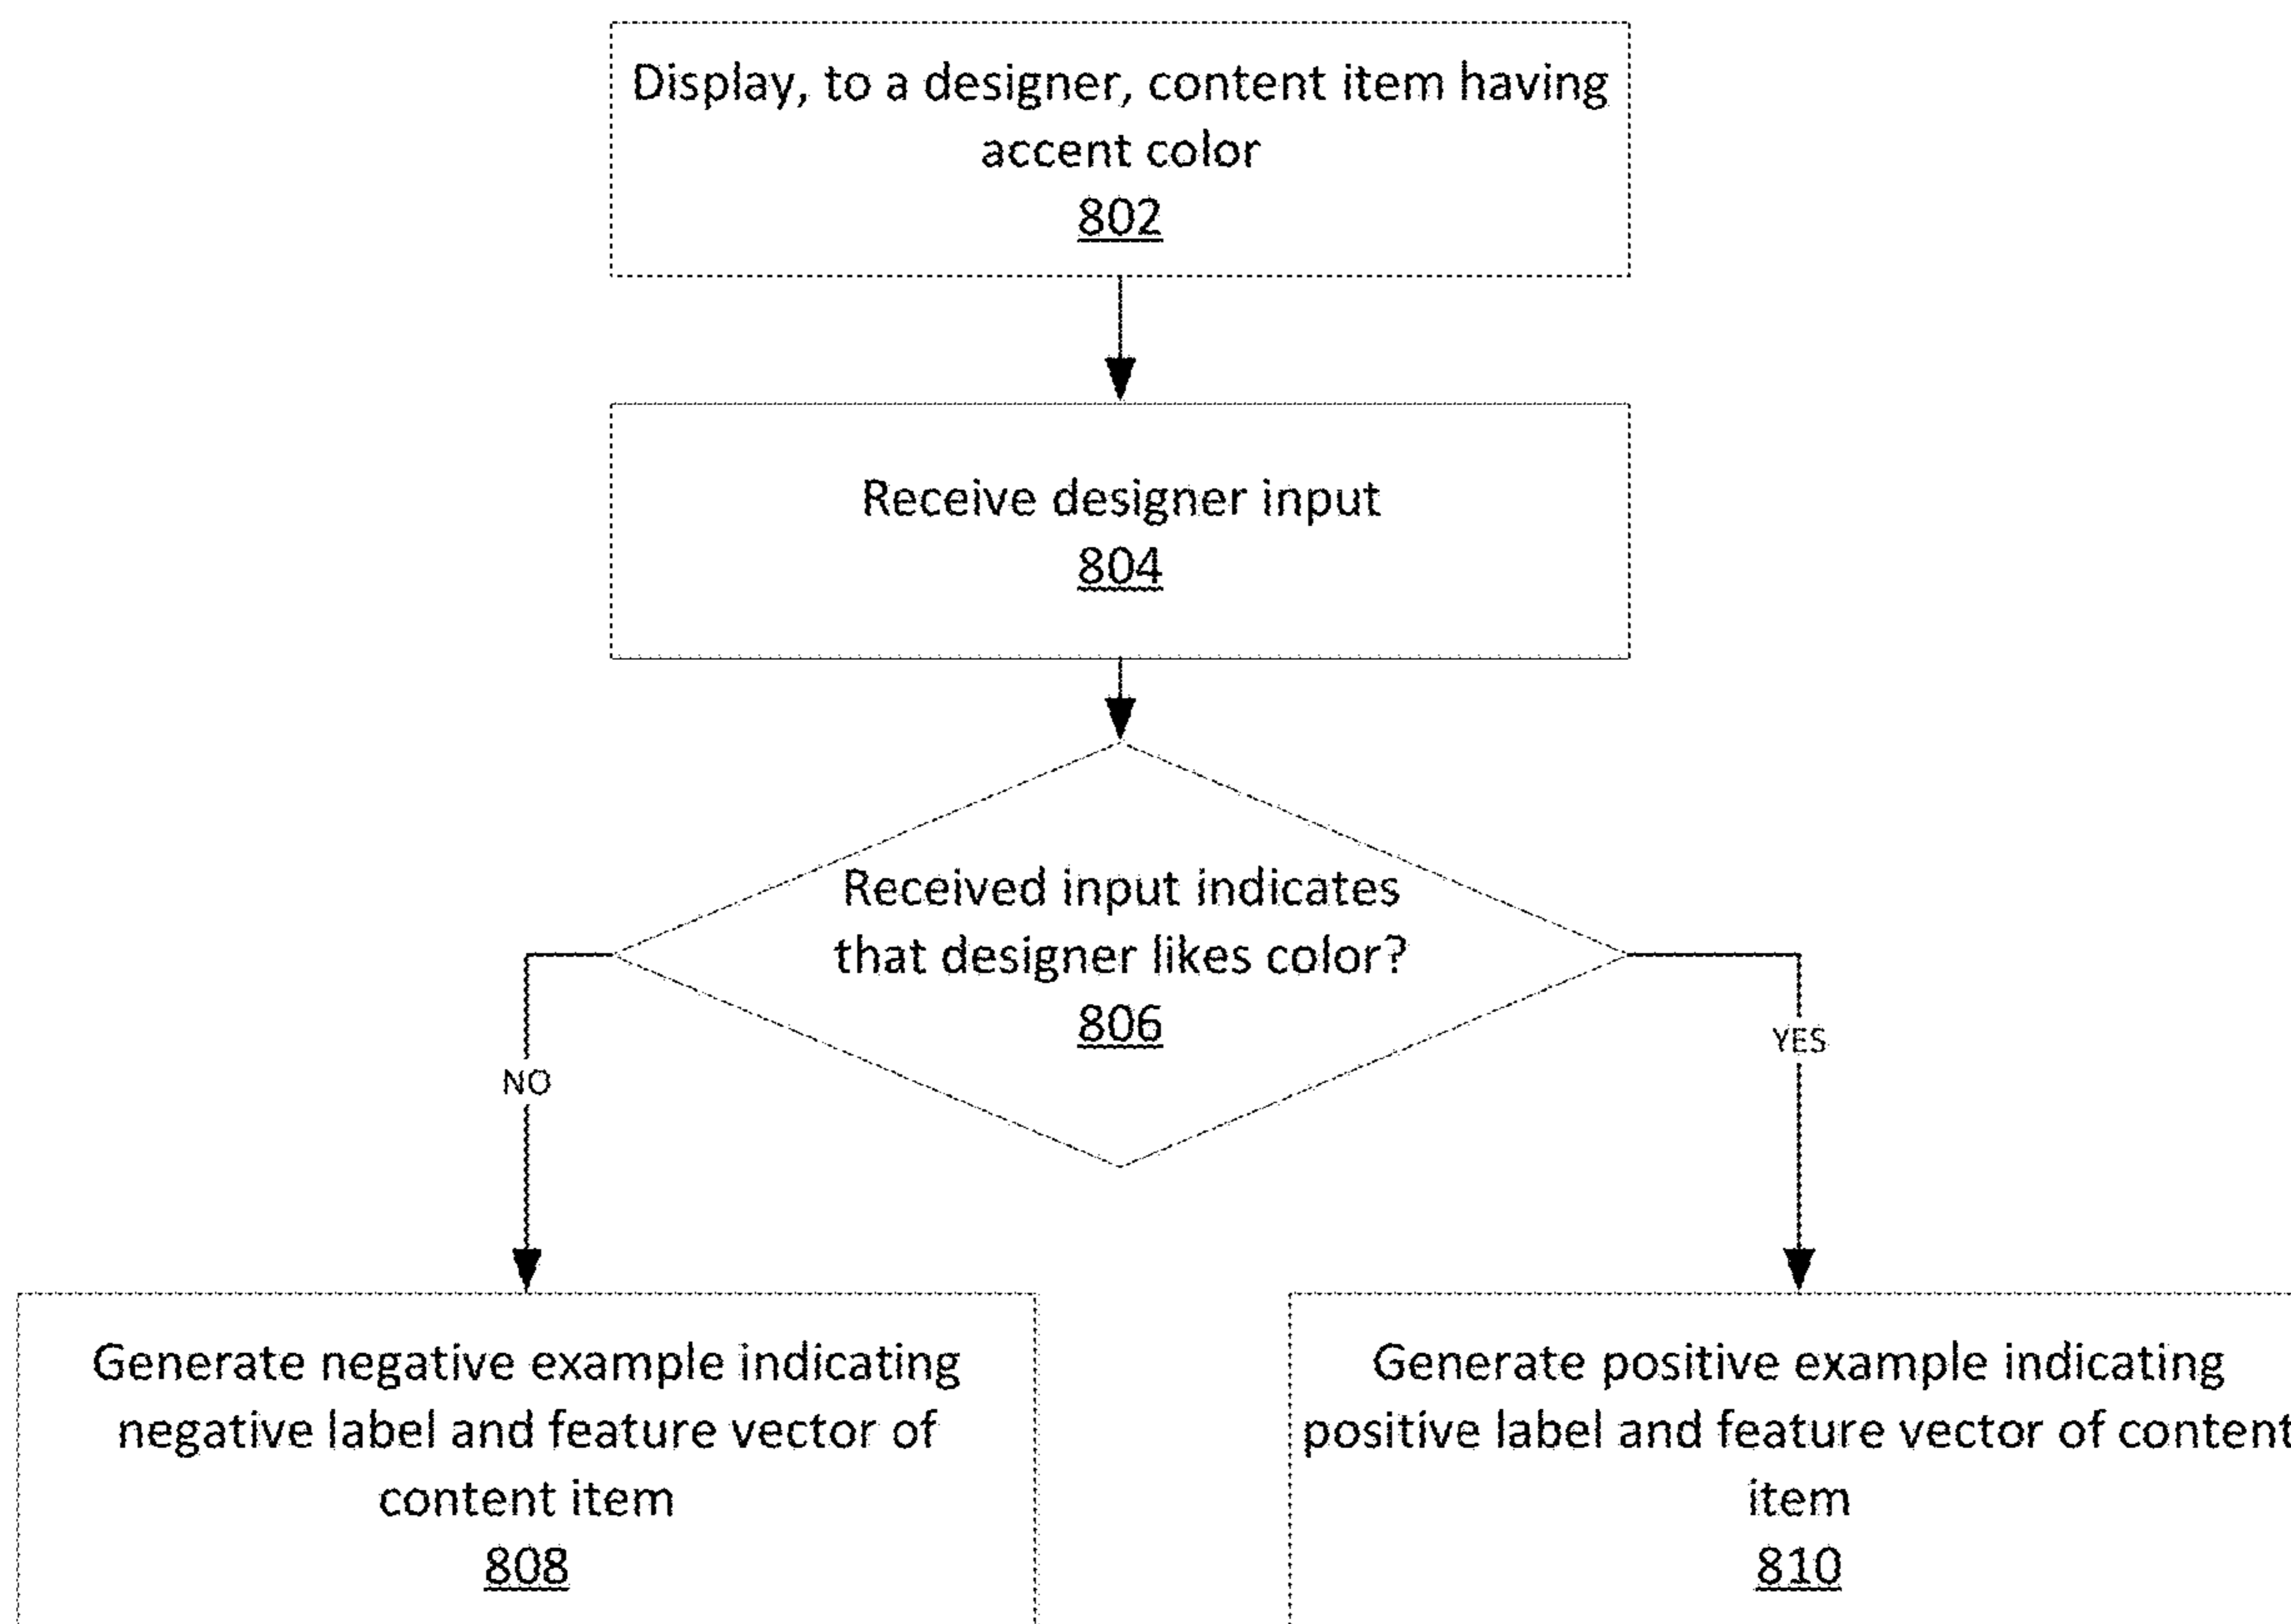 Display, to a designer, content item having
accent color
802
Receive designer input
804
Received input indicates
that designer likes color?
806
NO
YES
Generate negative example indicating
negative label and feature vector of
content item
808
Generate positive example indicating
positive label and feature vector of content
item
810